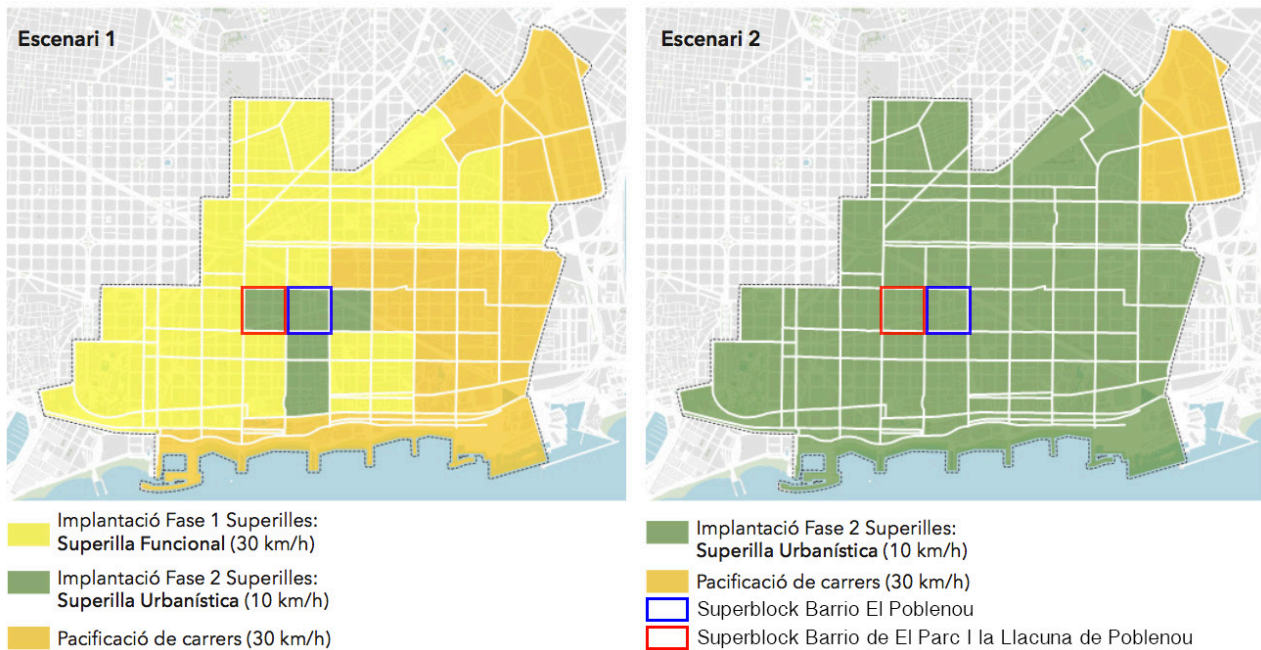 Escenari 1
Implantació Fase 1 Superilles:
Superilla Funcional (30 km/h)
Implantació Fase 2 Superilles:
Superilla Urbanística (10 km/h)
Pacificació de carrers (30 km/h)
Escenari 2
Implantació Fase 2 Superilles:
Superilla Urbanística (10 km/h)
Pacificació de carrers (30 km/h)
Superblock Barrio El Poblenou
Superblock Barrio de El Parc I la Llacuna de Poblenou